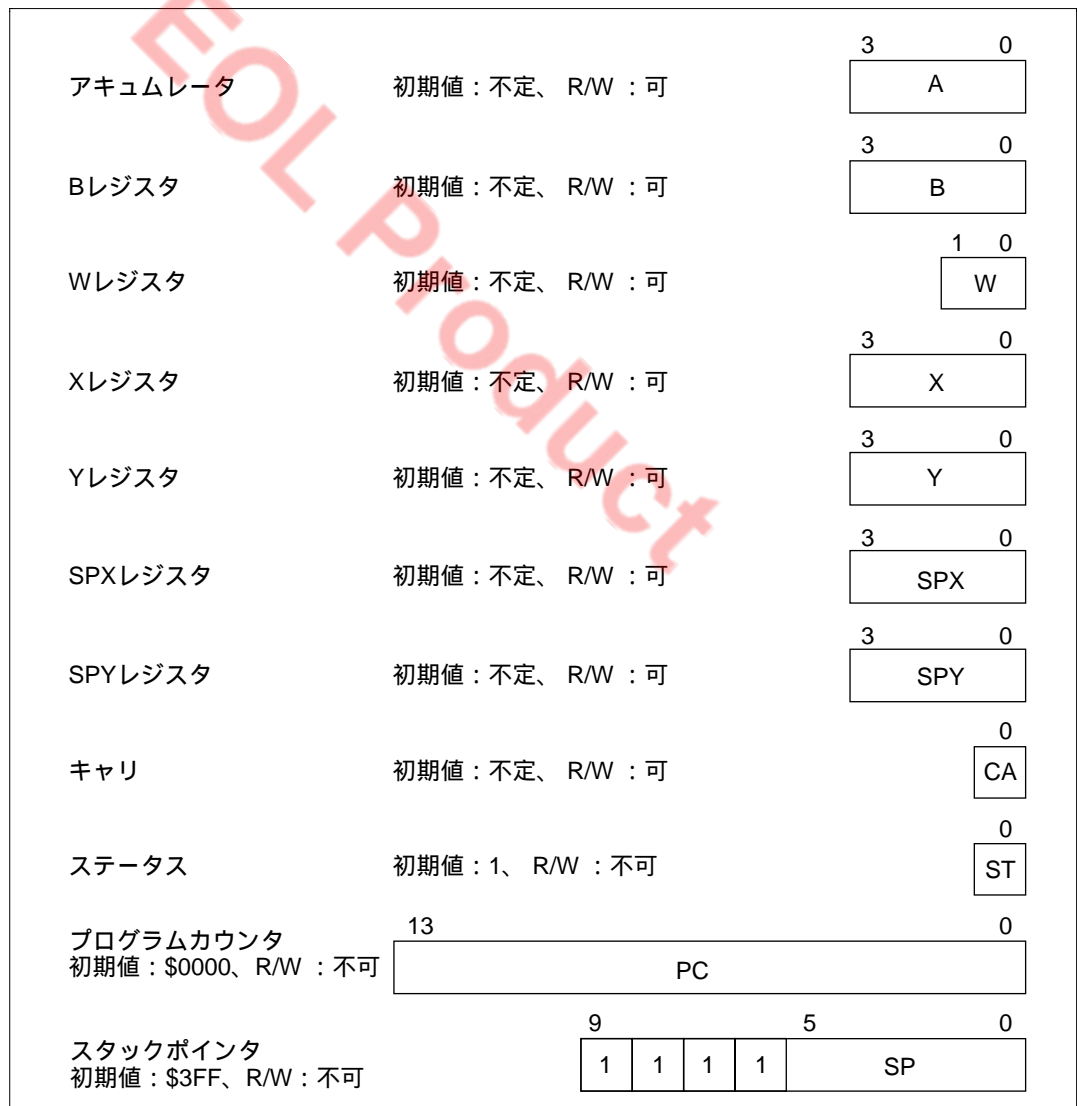 3 0
アキュムレータ 初期値：不定、 R/W ：可 A
3 0
Bレジスタ 初期値：不定、 R/W ：可 B
1 0
Wレジスタ 初期値：不定、 R/W ：可 W
3 0
Xレジスタ 初期値：不定、 R/W ：可 X
3 0
Yレジスタ 初期値：不定、 R/W ：可 Y
3 0
SPXレジスタ 初期値：不定、 R/W ：可 SPX
3 0
SPYレジスタ 初期値：不定、 R/W ：可 SPY
0
キャリ 初期値：不定、 R/W ：可 CA
0
ステータス 初期値：1、 R/W ：不可 ST
13 0
プログラムカウンタ
初期値：$0000、R/W ：不可 PC
9 5 0
スタックポインタ
初期値：$3FF、R/W：不可 1 1 1 1 SP
EOL Product